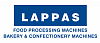 LAPPAS
FOOD PROCESSING MACHINES
BAKERY & CONFECTIONERY MACHINES